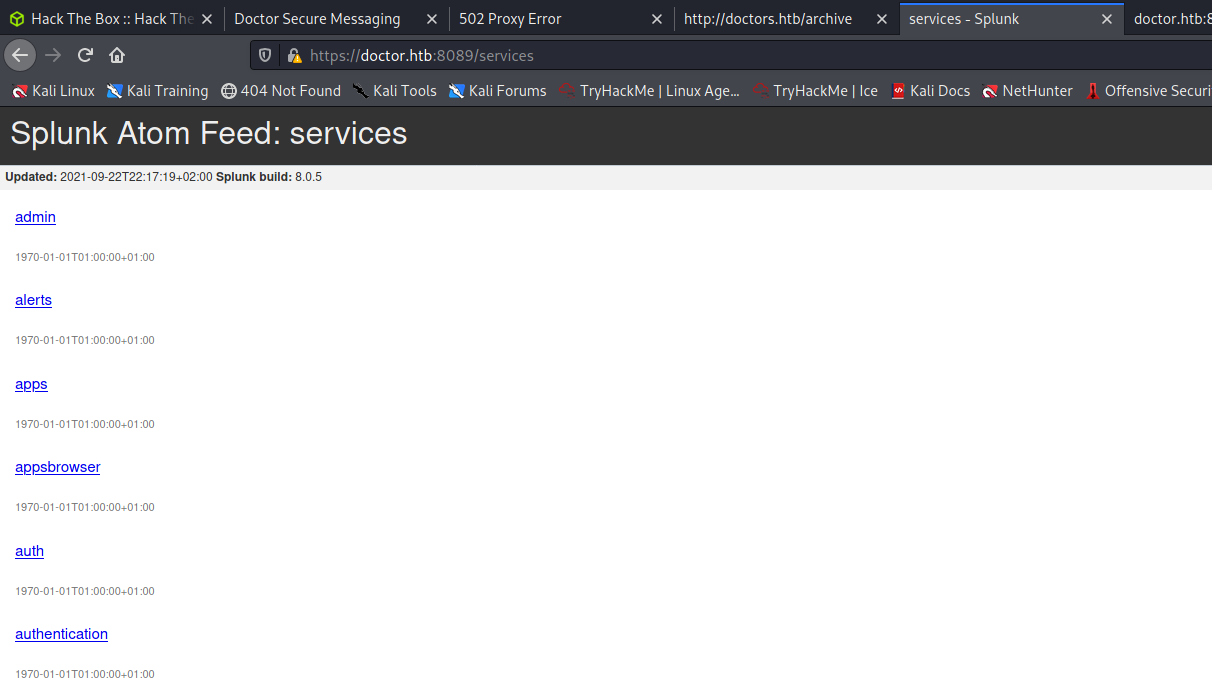 Hack The Box :: Hack The Doctor Secure Messaging 502 Proxy Error http://doctors.htb/archive services - Splunk doctor.htb:8
https://doctor.htb:8089/services
Kali Linux Kali Training 404 Not Found Kali Tools Kali Forums TryHackMe | Linux Age... TryHackMe | Ice Kali Docs NetHunter Offensive Securi
Splunk Atom Feed: services
Updated: 2021-09-22T22:17:19+02:00 Splunk build: 8.0.5
admin
1970-01-01T01:00:00+01:00
alerts
1970-01-01T01:00:00+01:00
apps
1970-01-01T01:00:00+01:00
appsbrowser
1970-01-01T01:00:00+01:00
auth
1970-01-01T01:00:00+01:00
authentication
1970-01-01T01:00:00+01:00